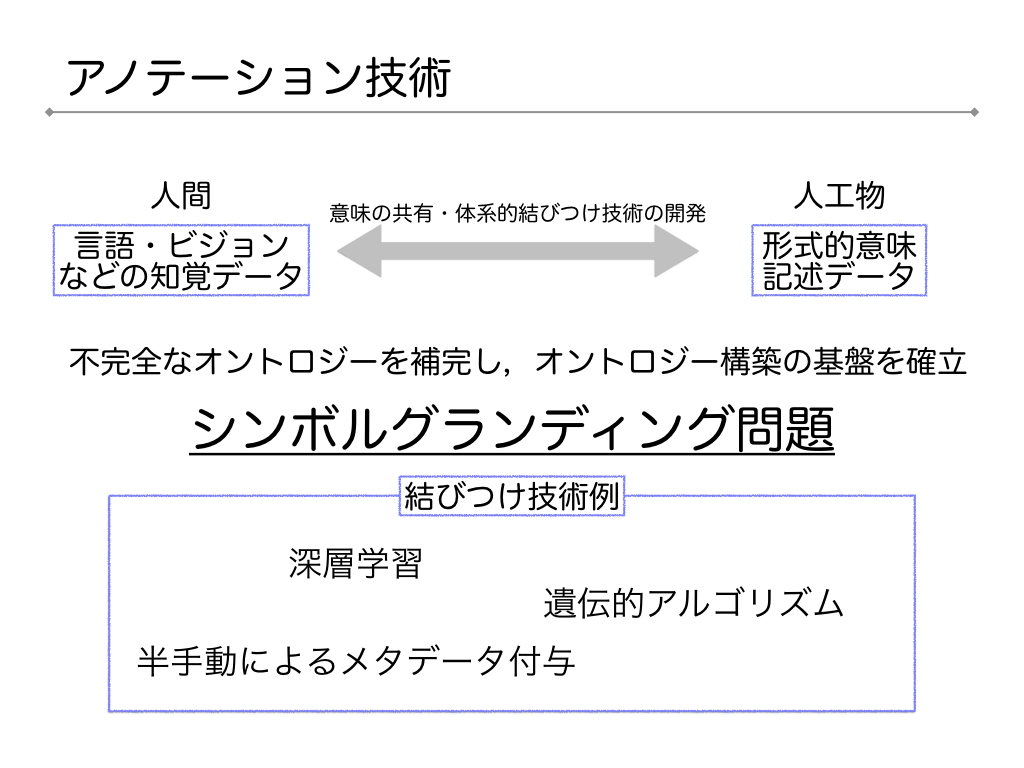 アノテーション技術
人間
意味の共有・体系的結びつけ技術の開発
人工物
言語・ビジョン
などの知覚データ
形式的意味
記述データ
不完全なオントロジーを補完し，オントロジー構築の基盤を確立
シンボルグランディング問題
結びつけ技術例
深層学習
遺伝的アルゴリズム
半手動によるメタデータ付与